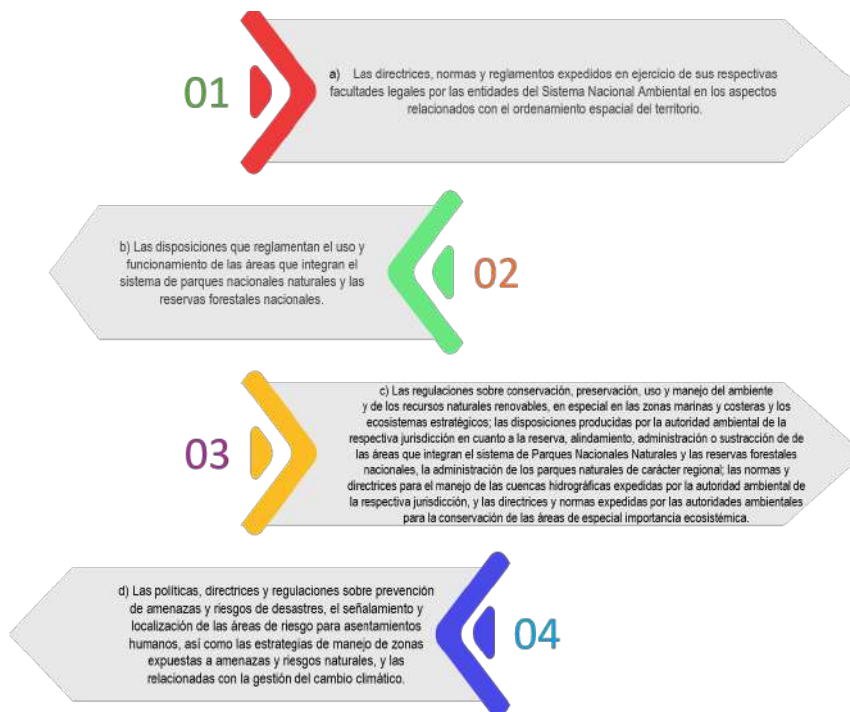 01
a) Las directrices, normas y reglamentos expedidos en ejercicio de sus respectivas
facultades legales por las entidades del Sistema Nacional Ambiental en los aspectos
relacionados con el ordenamiento espacial del territorio.
b) Las disposiciones que reglamentan el uso y
funcionamiento de las áreas que integran el
sistema de parques nacionales naturales y las
reservas forestales nacionales.
02
03
c) Las regulaciones sobre conservación, preservación, uso y manejo del ambiente
y de los recursos naturales renovables, en especial en las zonas marinas y costeras y los
ecosistemas estratégicos; las disposiciones producidas por la autoridad ambiental de la
respectiva jurisdicción en cuanto a la reserva, alindamiento, administración o sustracción de de
las áreas que integran el sistema de Parques Nacionales Naturales y las reservas forestales
nacionales, la administración de los parques naturales de carácter regional; las normas y
directrices para el manejo de las cuencas hidrográficas expedidas por la autoridad ambiental de
la respectiva jurisdicción, y las directrices y normas expedidas por las autoridades ambientales
para la conservación de las áreas de especial importancia ecosistémica.
d) Las políticas, directrices y regulaciones sobre prevención
de amenazas y riesgos de desastres, el señalamiento y
localización de las áreas de riesgo para asentamientos
humanos, así como las estrategias de manejo de zonas
expuestas a amenazas y riesgos naturales, y las
relacionadas con la gestión del cambio climático.
04